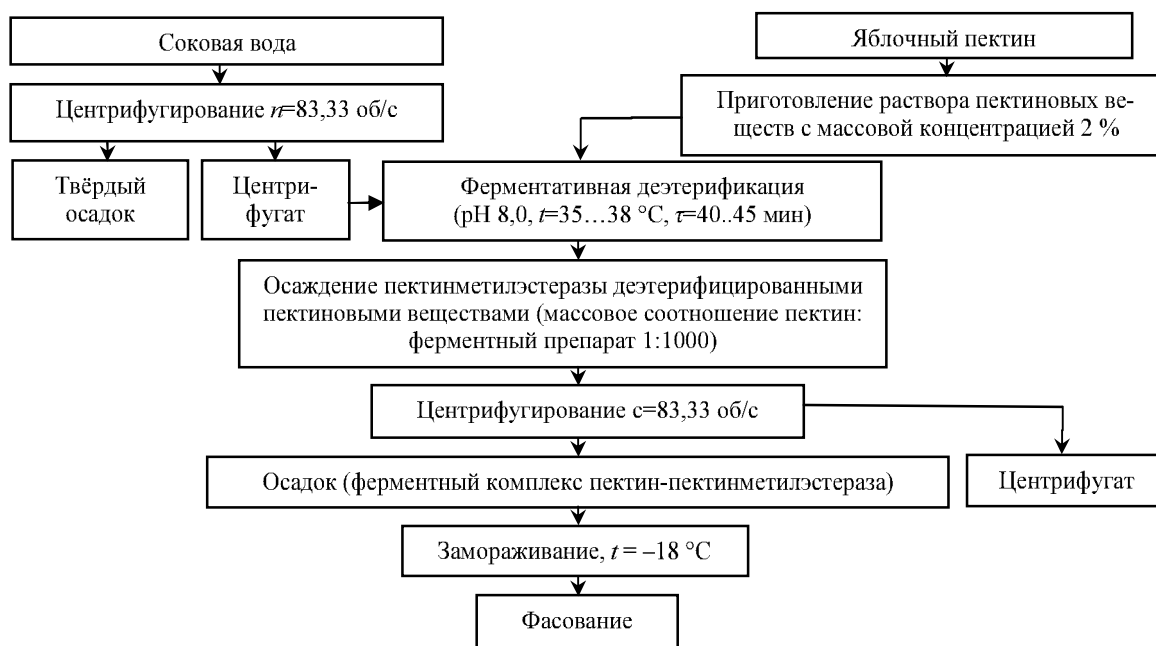 Соковая вода
Яблочный пектин
Центрифугирование n=83,33 об/с
Приготовление раствора пектиновых ве-
ществ с массовой концентрацией 2 %
Твёрдый
осадок
Центри-
фугат
Ферментативная деэтерификация
(рН 8,0, t=35…38 °С, τ=40..45 мин)
Осаждение пектинметилэстеразы деэтерифицированными
пектиновыми веществами (массовое соотношение пектин:
ферментный препарат 1:1000)
Центрифугирование с=83,33 об/с
Осадок (ферментный комплекс пектин-пектинметилэстераза)
Центрифугат
Замораживание, t = –18 °С
Фасование